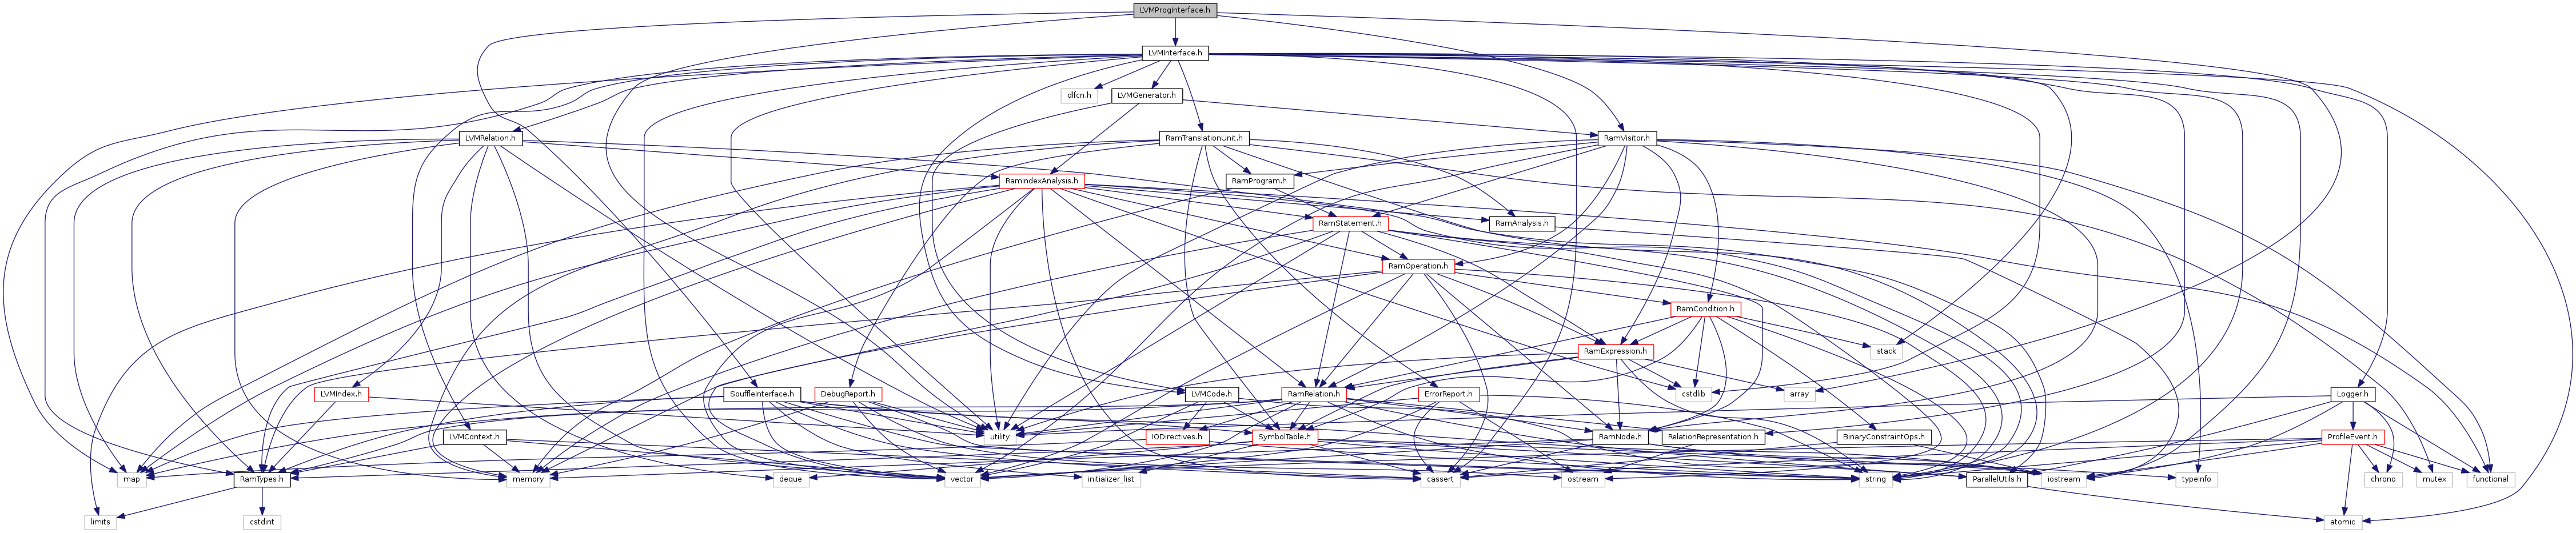 LVMProgInterface.h
LVMInterface.h
dlfcn.h
LVMGenerator.h
LVMRelation.h
RamTranslationUnit.h
RamVisitor.h
RamIndexAnalysis.h
RamProgram.h
RamStatement.h
RamAnalysis.h
RamOperation.h
RamCondition.h
RamExpression.h
stack
LVMIndex.h
SouffleInterface.h
DebugReport.h
LVMCode.h
RamRelation.h
ErrorReport.h
cstdlib
array
Logger.h
LVMContext.h
utility
IODirectives.h
SymbolTable.h
RamNode.h
RelationRepresentation.h
BinaryConstraintOps.h
ProfileEvent.h
map
RamTypes.h
memory
deque
vector
initializer_list
cassert
ostream
string
ParallelUtils.h
iostream
typeinfo
chrono
mutex
functional
limits
cstdint
atomic